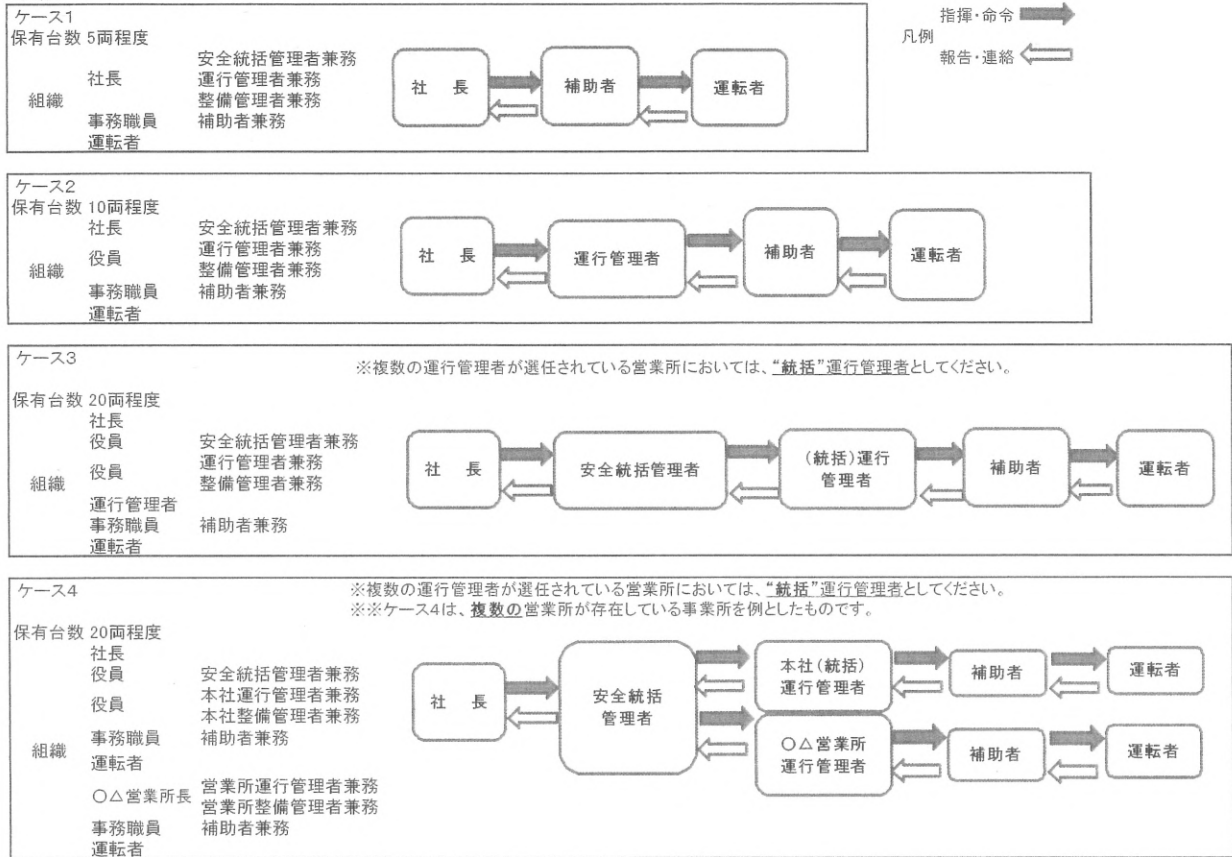 ケース1
保有台数 5両程度
安全統括管理者兼務
社長 運行管理者兼務
整備管理者兼務
組織
事務職員 補助者兼務
運転者
社 長
補助者
運転者
指揮・命令
凡例
報告・連絡
ケース2
保有台数 10両程度
社長 安全統括管理者兼務
役員 運行管理者兼務
整備管理者兼務
組織
事務職員 補助者兼務
運転者
社 長
運行管理者
補助者
運転者
ケース3
※複数の運行管理者が選任されている営業所においては、“統括”運行管理者としてください。
保有台数 20両程度
社長
役員 安全統括管理者兼務
役員 運行管理者兼務
整備管理者兼務
組織
運行管理者
事務職員 補助者兼務
運転者
社 長
安全統括管理者
(統括)運行
管理者
補助者
運転者
ケース4
※複数の運行管理者が選任されている営業所においては、“統括”運行管理者としてください。
※※ケース4は、複数の営業所が存在している事業所を例としたものです。
保有台数 20両程度
社長
役員 安全統括管理者兼務
役員 本社運行管理者兼務
本社整備管理者兼務
事務職員 補助者兼務
組織
運転者
○△営業所長 営業所運行管理者兼務
営業所整備管理者兼務
事務職員 補助者兼務
運転者
社 長
安全統括
管理者
本社(統括)
運行管理者
補助者
運転者
○△営業所
運行管理者
補助者
運転者